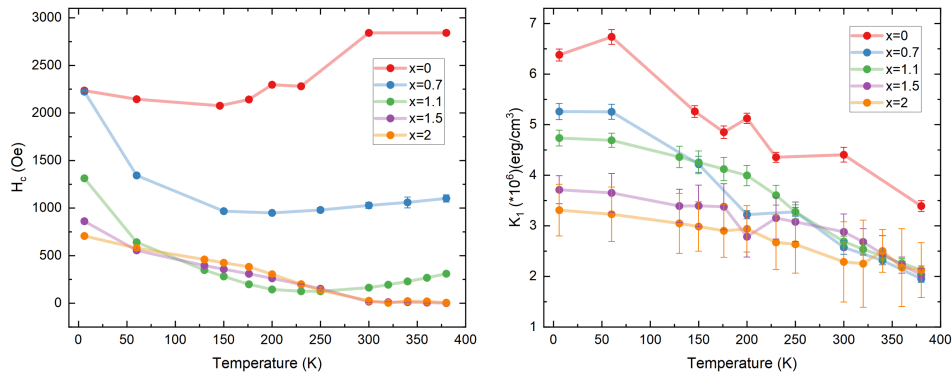 3000
2500
2000
1500
1000
500
0
H_c (Oe)
x=0
x=0.7
x=1.1
x=1.5
x=2
0 50 100 150 200 250 300 350 400
Temperature (K)
7
6
5
4
3
2
1
K_1 (*10^6)(erg/cm^3)
x=0
x=0.7
x=1.1
x=1.5
x=2
0 50 100 150 200 250 300 350 400
Temperature (K)